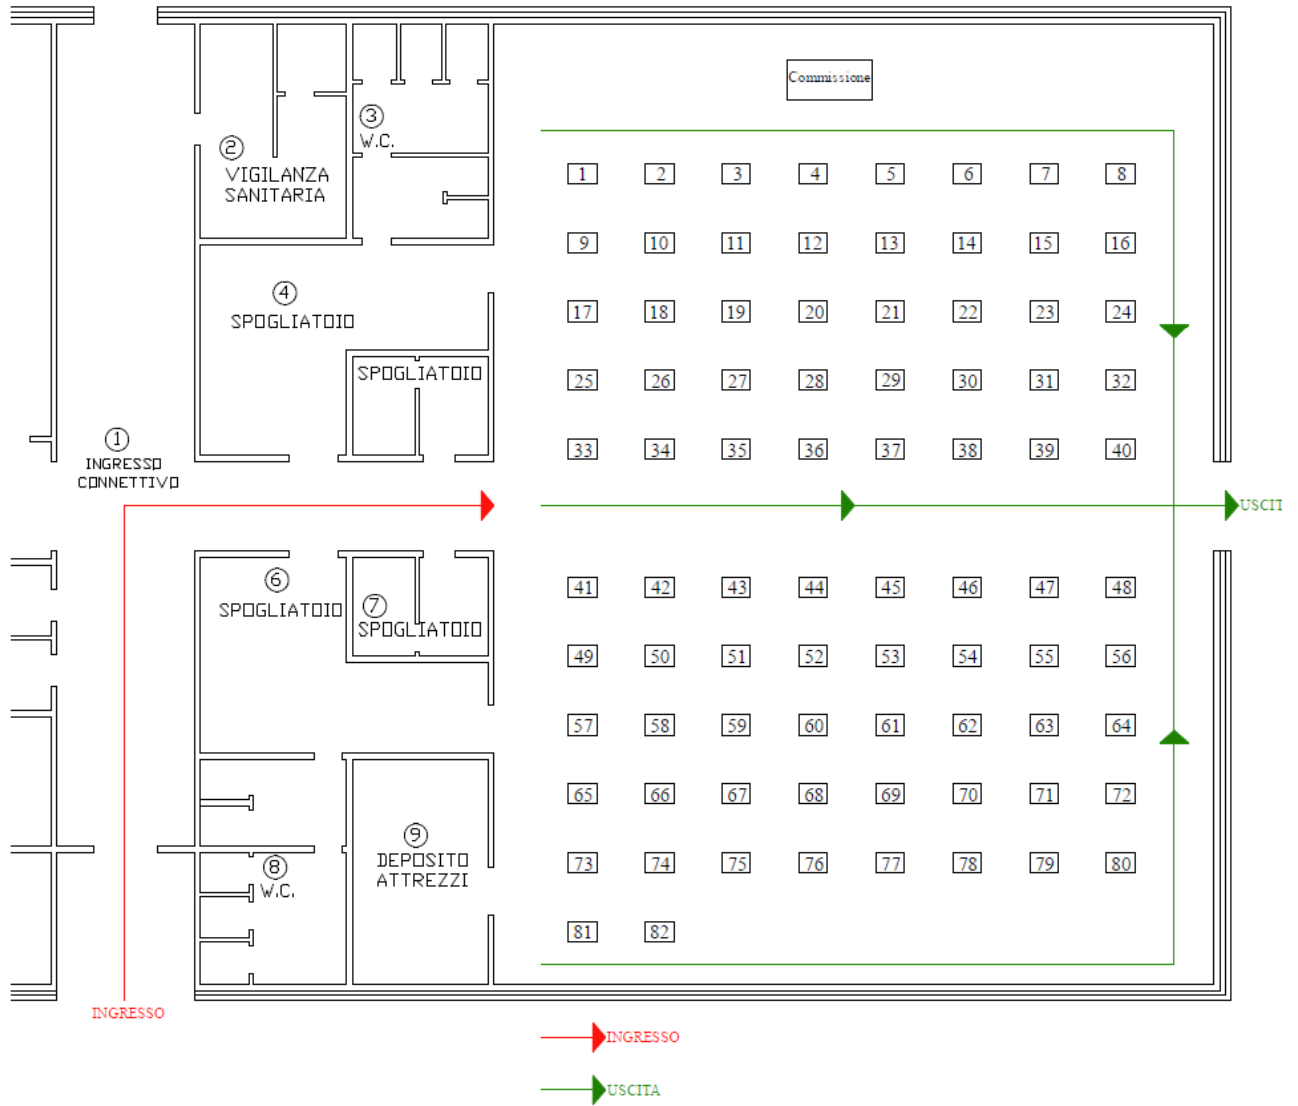 Commissione
3
W.C.
2
VIGILANZA
SANITARIA
1 2 3 4 5 6 7 8
9 10 11 12 13 14 15 16
4
SPOGLIATOIO
17 18 19 20 21 22 23 24
SPOGLIATOIO
25 26 27 28 29 30 31 32
1
INGRESSO
CONNETTIVO
33 34 35 36 37 38 39 40
USCIT
6
SPOGLIATOIO
7
SPOGLIATOIO
41 42 43 44 45 46 47 48
49 50 51 52 53 54 55 56
57 58 59 60 61 62 63 64
65 66 67 68 69 70 71 72
9
DEPOSITO
ATTREZZI
8
W.C.
73 74 75 76 77 78 79 80
81 82
INGRESSO
INGRESSO
USCITA